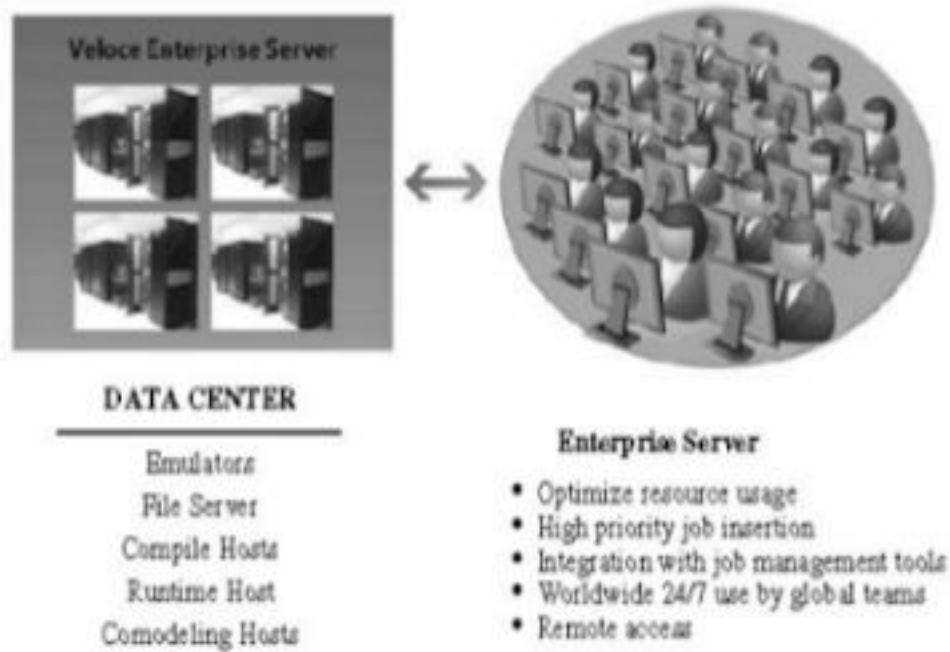 Veloce Enterprise Server
DATA CENTER
Emulators
File Server
Compile Hosts
Runtime Host
Comodeling Hosts
Enterprise Server
• Optimize resource usage
• High priority job insertion
• Integration with job management tools
• Worldwide 24/7 use by global teams
• Remote access